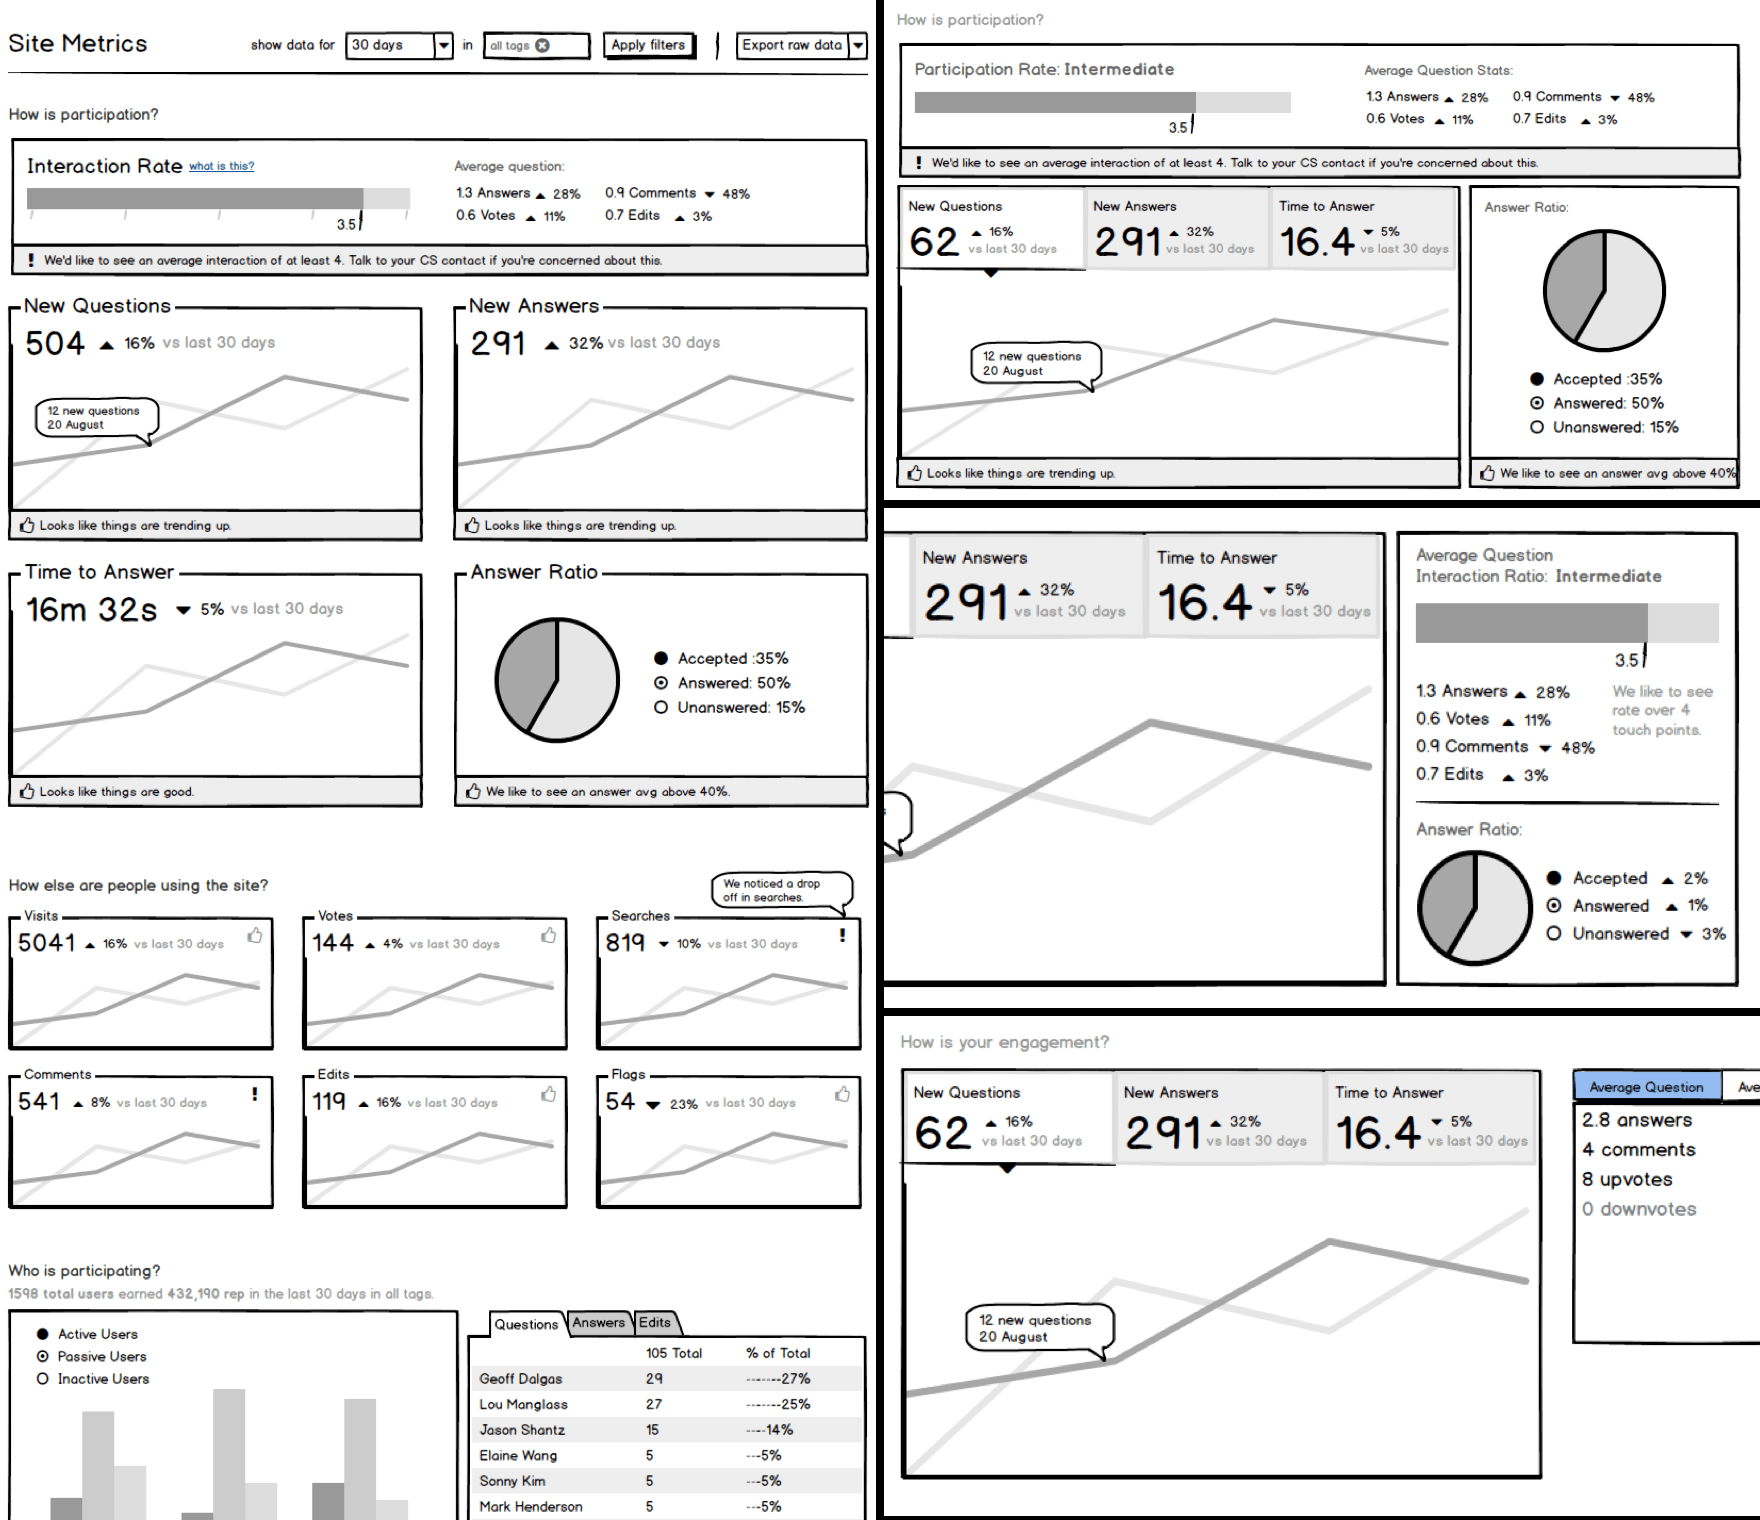 Site Metrics
show data for 30 days in all tags Apply filters Export raw data
How is participation?
Interaction Rate what is this?
3.5
Average question:
1.3 Answers 28% 0.9 Comments 48%
0.6 Votes 11% 0.7 Edits 3%
! We'd like to see an average interaction of at least 4. Talk to your CS contact if you're concerned about this.
New Questions
504 16% vs last 30 days
12 new questions
20 August
Looks like things are trending up.
New Answers
291 32% vs last 30 days
Looks like things are trending up.
Time to Answer
16m 32s 5% vs last 30 days
Looks like things are good.
Answer Ratio
Accepted :35%
Answered: 50%
Unanswered: 15%
We like to see an answer avg above 40%.
How else are people using the site?
We noticed a drop
off in searches.
Visits
5041 16% vs last 30 days
Votes
144 4% vs last 30 days
Searches
819 10% vs last 30 days !
Comments
541 8% vs last 30 days !
Edits
119 16% vs last 30 days
Flags
54 23% vs last 30 days
Who is participating?
1598 total users earned 432,190 rep in the last 30 days in all tags.
Active Users
Passive Users
Inactive Users
Questions Answers Edits
105 Total % of Total
Geoff Dalgas 29 -------27%
Lou Manglass 27 -------25%
Jason Shantz 15 ----14%
Elaine Wang 5 ---5%
Sonny Kim 5 ---5%
Mark Henderson 5 ---5%
How is participation?
Participation Rate: Intermediate
3.5
Average Question Stats:
1.3 Answers 28% 0.9 Comments 48%
0.6 Votes 11% 0.7 Edits 3%
! We'd like to see an average interaction of at least 4. Talk to your CS contact if you're concerned about this.
New Questions
62 16%
vs last 30 days
New Answers
291 32%
vs last 30 days
Time to Answer
16.4 5%
vs last 30 days
12 new questions
20 August
Looks like things are trending up.
Answer Ratio:
Accepted :35%
Answered: 50%
Unanswered: 15%
We like to see an answer avg above 40%
New Answers
291 32%
vs last 30 days
Time to Answer
16.4 5%
vs last 30 days
Average Question
Interaction Ratio: Intermediate
3.5
1.3 Answers 28%
0.6 Votes 11%
0.9 Comments 48%
0.7 Edits 3%
We like to see
rate over 4
touch points.
Answer Ratio:
Accepted 2%
Answered 1%
Unanswered 3%
How is your engagement?
New Questions
62 16%
vs last 30 days
New Answers
291 32%
vs last 30 days
Time to Answer
16.4 5%
vs last 30 days
12 new questions
20 August
Average Question Ave
2.8 answers
4 comments
8 upvotes
0 downvotes